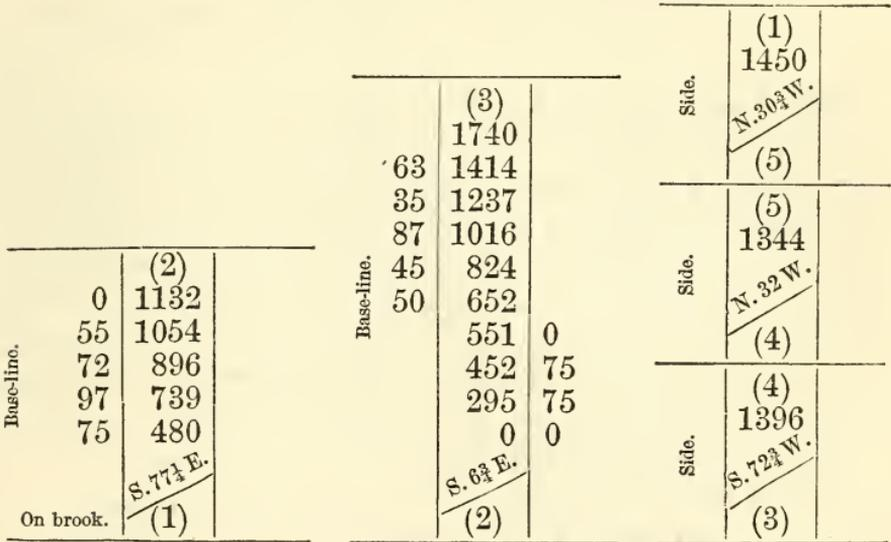 Base-line.
(2)
0 1132
55 1054
72 896
97 739
75 480
S. 77¼ E.
On brook. (1)
Base-line.
(3)
1740
63 1414
35 1237
87 1016
45 824
50 652
551 0
452 75
295 75
0 0
S. 6¾ E.
(2)
Side.
(1)
1450
N. 30¾ W.
(5)
Side.
(5)
1344
N. 32 W.
(4)
Side.
(4)
1396
S. 72¾ W.
(3)